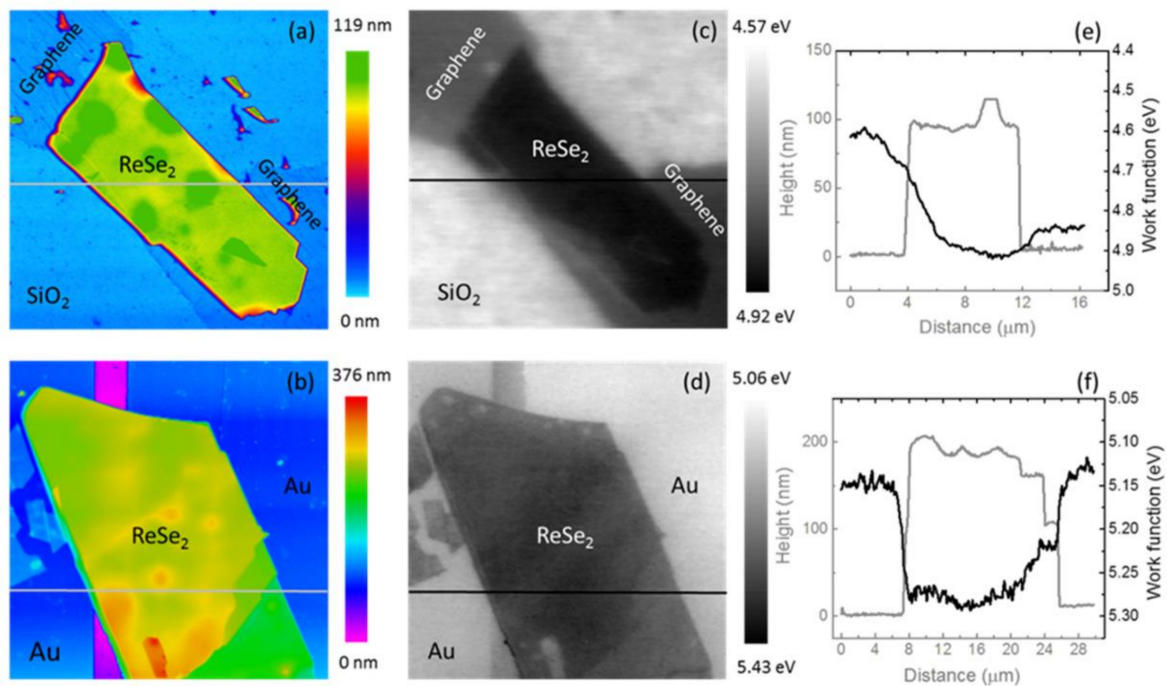 (a)
119 nm
0 nm
Graphene
ReSe2
Graphene
SiO2
(c)
4.57 eV
4.92 eV
Graphene
ReSe2
Graphene
SiO2
(e)
150
100
50
0
Height (nm)
0 4 8 12 16
Distance (μm)
4.4
4.5
4.6
4.7
4.8
4.9
5.0
Work function (eV)
(b)
376 nm
0 nm
Au
ReSe2
Au
(d)
5.06 eV
5.43 eV
Au
ReSe2
Au
(f)
200
100
0
Height (nm)
0 4 8 12 16 20 24 28
Distance (μm)
5.05
5.10
5.15
5.20
5.25
5.30
Work function (eV)